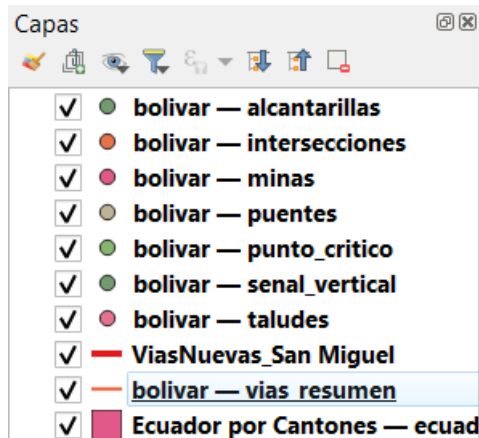 Capas
bolivar — alcantarillas
bolivar — intersecciones
bolivar — minas
bolivar — puentes
bolivar — punto_critico
bolivar — senal_vertical
bolivar — taludes
ViasNuevas_San Miguel
bolivar — vias_resumen
Ecuador por Cantones — ecuad